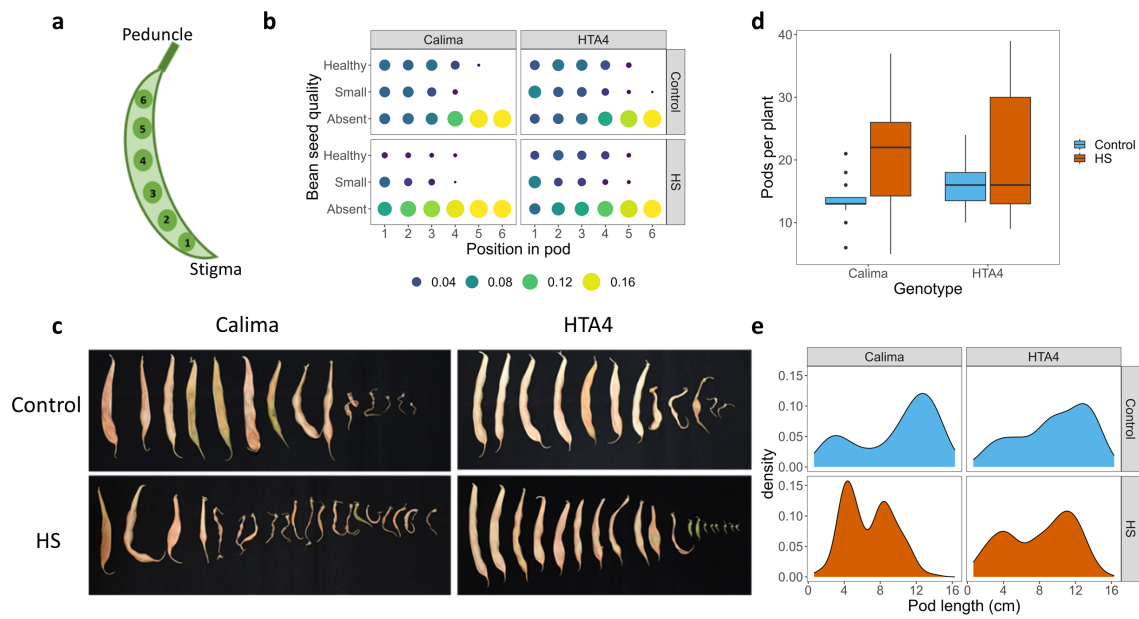 a
Peduncle
6
5
4
3
2
1
Stigma
b
Calima
HTA4
Bean seed quality
Healthy
Small
Absent
Control
Healthy
Small
Absent
HS
1 2 3 4 5 6 1 2 3 4 5 6
Position in pod
0.04 0.08 0.12 0.16
d
Pods per plant
40
30
20
10
Calima HTA4
Genotype
Control
HS
c
Calima HTA4
Control
HS
e
Calima HTA4
density
0.15
0.10
0.05
0.00
Control
0.15
0.10
0.05
0.00
HS
0 4 8 12 16 0 4 8 12 16
Pod length (cm)